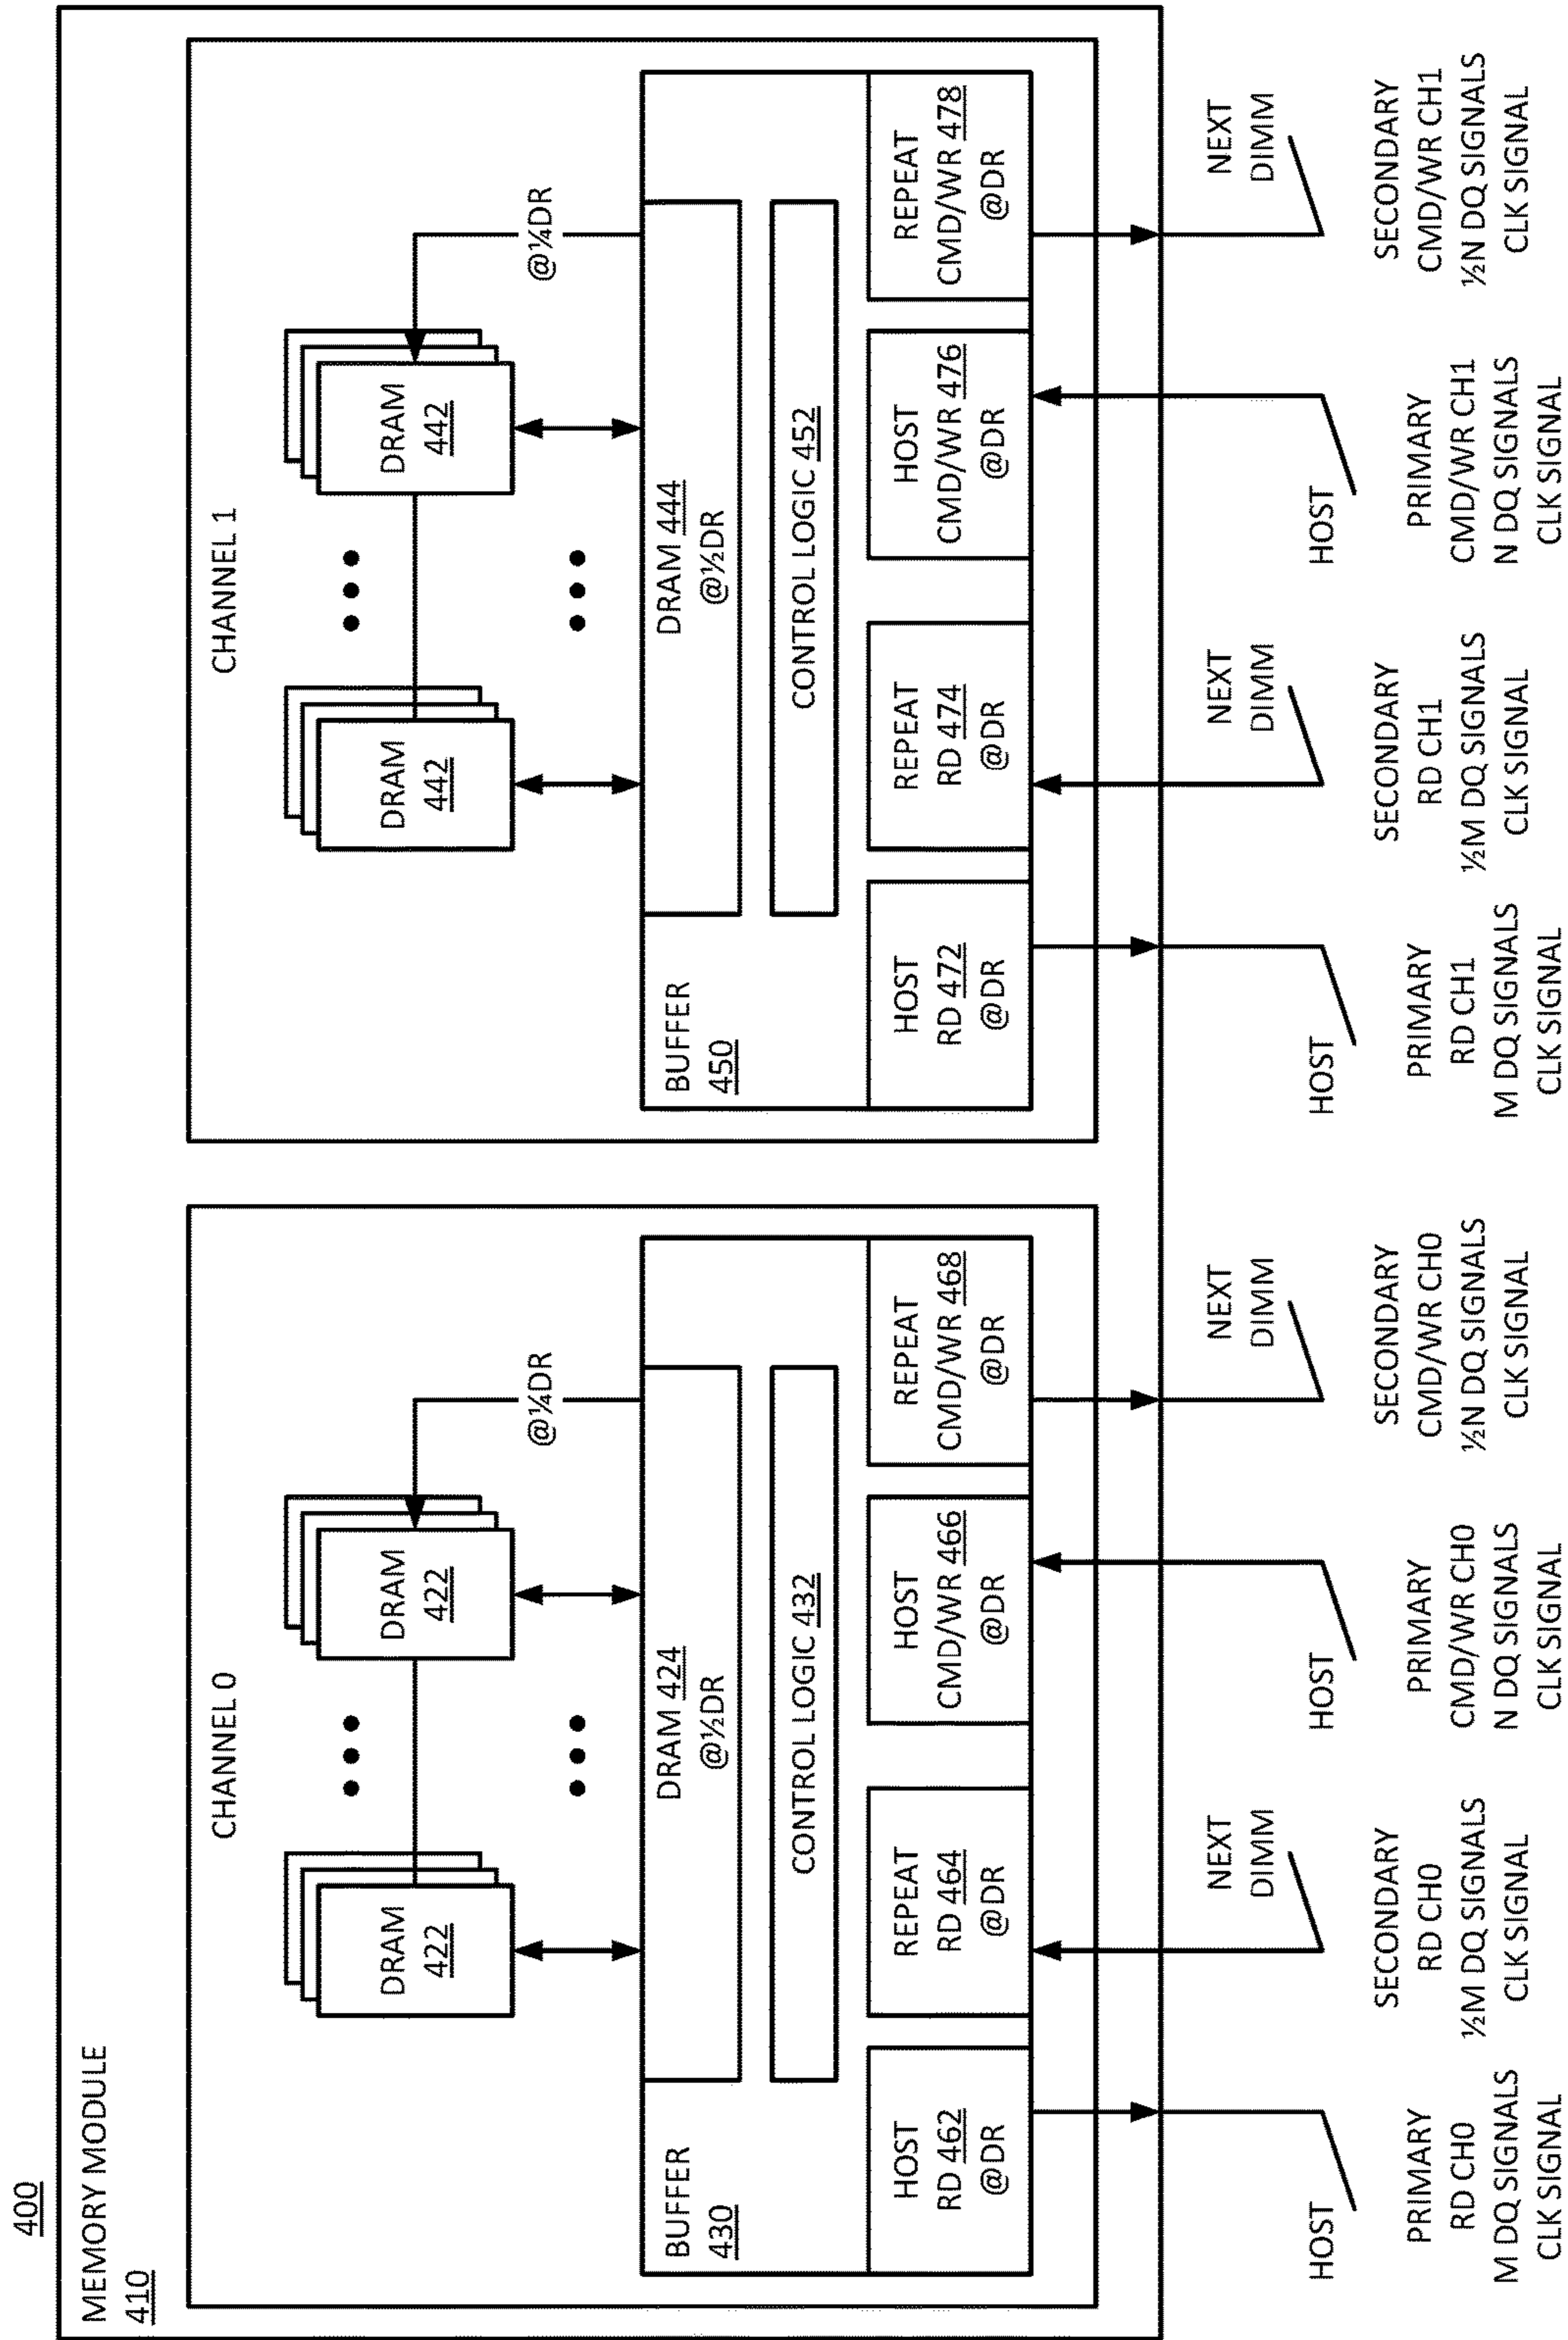 400
MEMORY MODULE
410
CHANNEL 0
DRAM
422
DRAM
422
@¼DR
BUFFER
430
DRAM 424
@½DR
CONTROL LOGIC 432
HOST
RD 462
@DR
REPEAT
RD 464
@DR
HOST
CMD/WR 466
@DR
REPEAT
CMD/WR 468
@DR
CHANNEL 1
DRAM
442
DRAM
442
@¼DR
BUFFER
450
DRAM 444
@½DR
CONTROL LOGIC 452
HOST
RD 472
@DR
REPEAT
RD 474
@DR
HOST
CMD/WR 476
@DR
REPEAT
CMD/WR 478
@DR
HOST
PRIMARY
RD CH0
M DQ SIGNALS
CLK SIGNAL
NEXT
DIMM
SECONDARY
RD CH0
½M DQ SIGNALS
CLK SIGNAL
HOST
PRIMARY
CMD/WR CH0
N DQ SIGNALS
CLK SIGNAL
NEXT
DIMM
SECONDARY
CMD/WR CH0
½N DQ SIGNALS
CLK SIGNAL
HOST
PRIMARY
RD CH1
M DQ SIGNALS
CLK SIGNAL
NEXT
DIMM
SECONDARY
RD CH1
½M DQ SIGNALS
CLK SIGNAL
HOST
PRIMARY
CMD/WR CH1
N DQ SIGNALS
CLK SIGNAL
NEXT
DIMM
SECONDARY
CMD/WR CH1
½N DQ SIGNALS
CLK SIGNAL